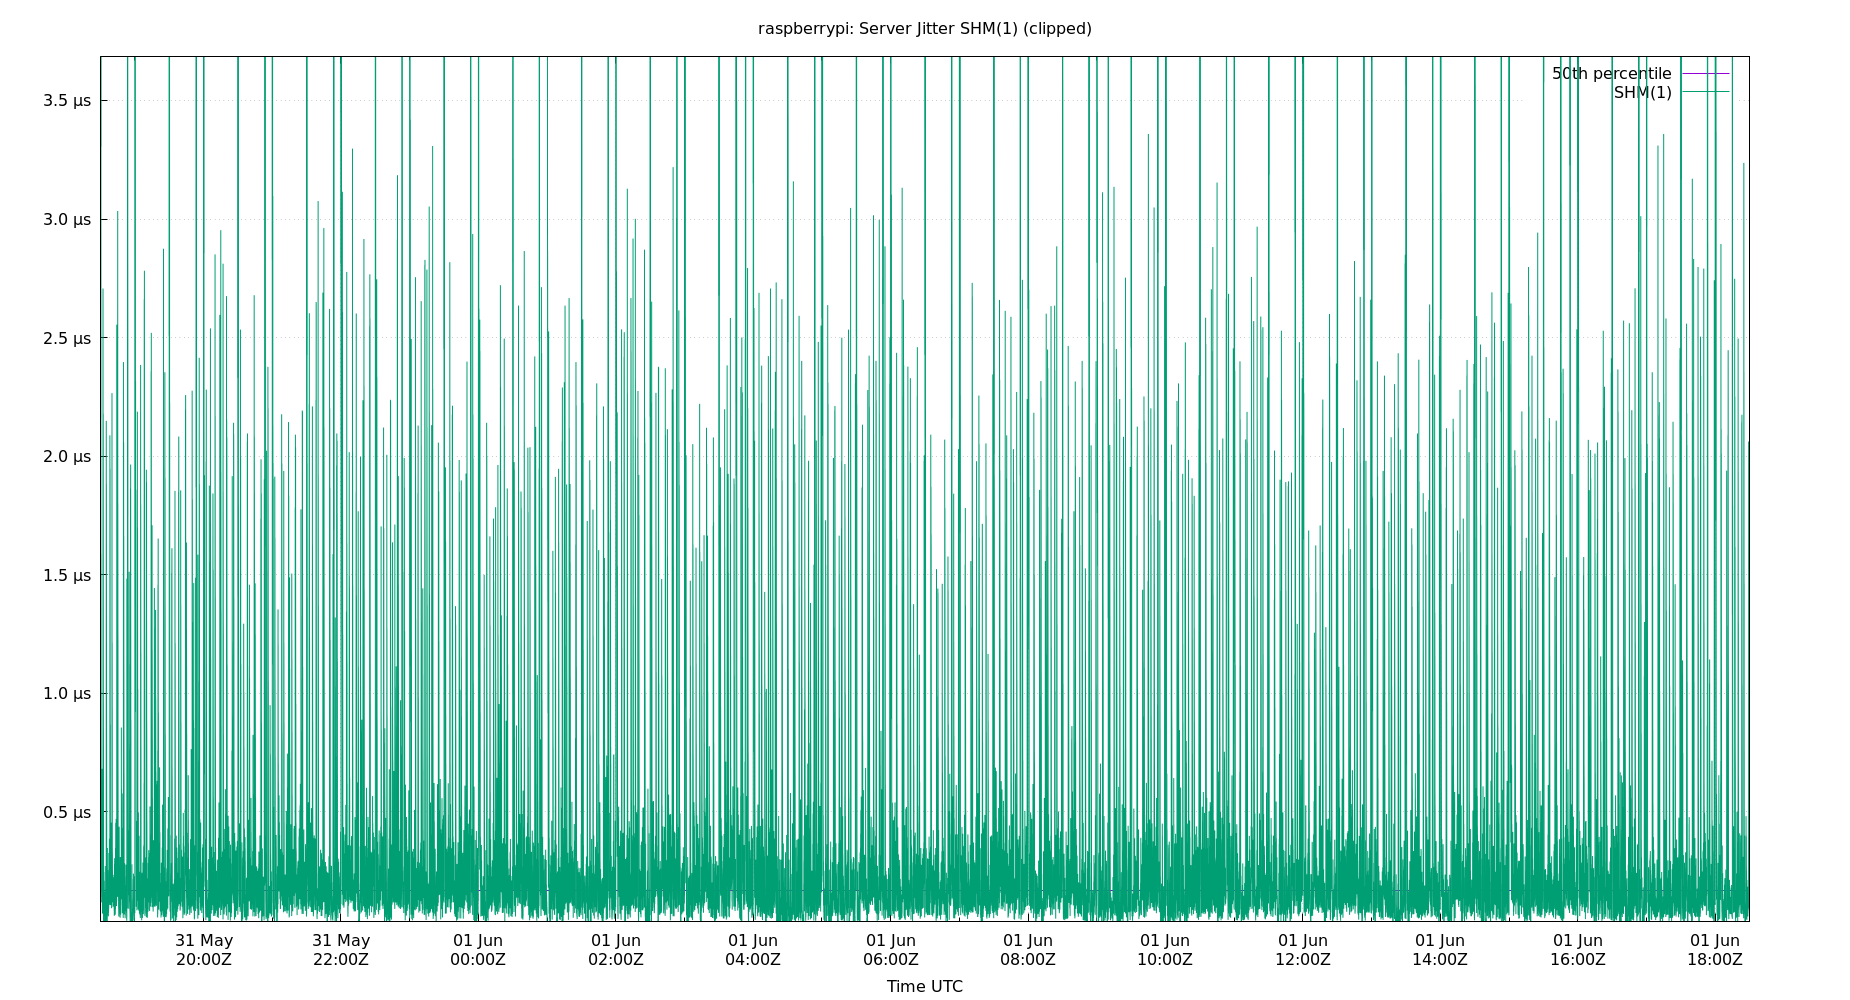 raspberrypi: Server Jitter SHM(1) (clipped)
50th percentile
SHM(1)
3.5 µs
3.0 µs
2.5 µs
2.0 µs
1.5 µs
1.0 µs
0.5 µs
31 May 31 May 01 Jun 01 Jun 01 Jun 01 Jun 01 Jun 01 Jun 01 Jun 01 Jun 01 Jun 01 Jun
20:00Z 22:00Z 00:00Z 02:00Z 04:00Z 06:00Z 08:00Z 10:00Z 12:00Z 14:00Z 16:00Z 18:00Z
Time UTC